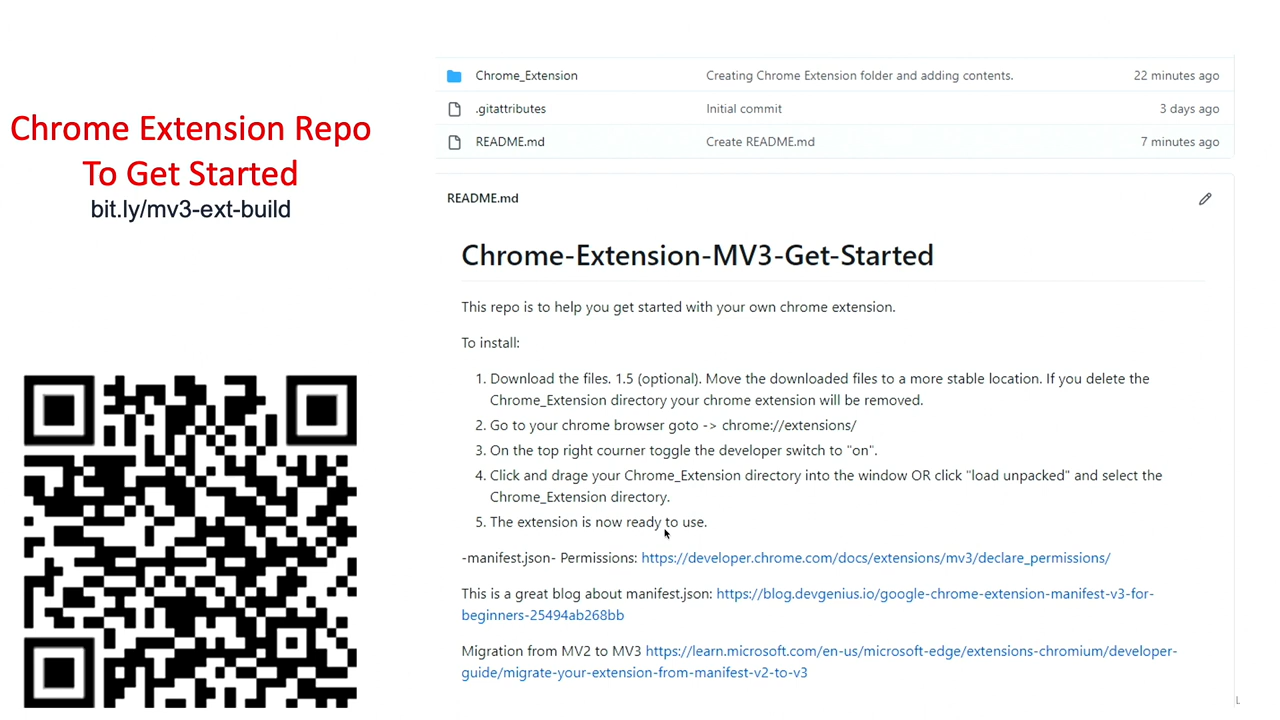 Chrome Extension Repo
To Get Started
bit.ly/mv3-ext-build
Chrome_Extension Creating Chrome Extension folder and adding contents. 22 minutes ago
.gitattributes Initial commit 3 days ago
README.md Create README.md 7 minutes ago
README.md
Chrome-Extension-MV3-Get-Started
This repo is to help you get started with your own chrome extension.
To install:
1. Download the files. 1.5 (optional). Move the downloaded files to a more stable location. If you delete the
Chrome_Extension directory your chrome extension will be removed.
2. Go to your chrome browser goto -> chrome://extensions/
3. On the top right courner toggle the developer switch to "on".
4. Click and drage your Chrome_Extension directory into the window OR click "load unpacked" and select the
Chrome_Extension directory.
5. The extension is now ready to use.
-manifest.json- Permissions: https://developer.chrome.com/docs/extensions/mv3/declare_permissions/
This is a great blog about manifest.json: https://blog.devgenius.io/google-chrome-extension-manifest-v3-for-
beginners-25494ab268bb
Migration from MV2 to MV3 https://learn.microsoft.com/en-us/microsoft-edge/extensions-chromium/developer-
guide/migrate-your-extension-from-manifest-v2-to-v3
L